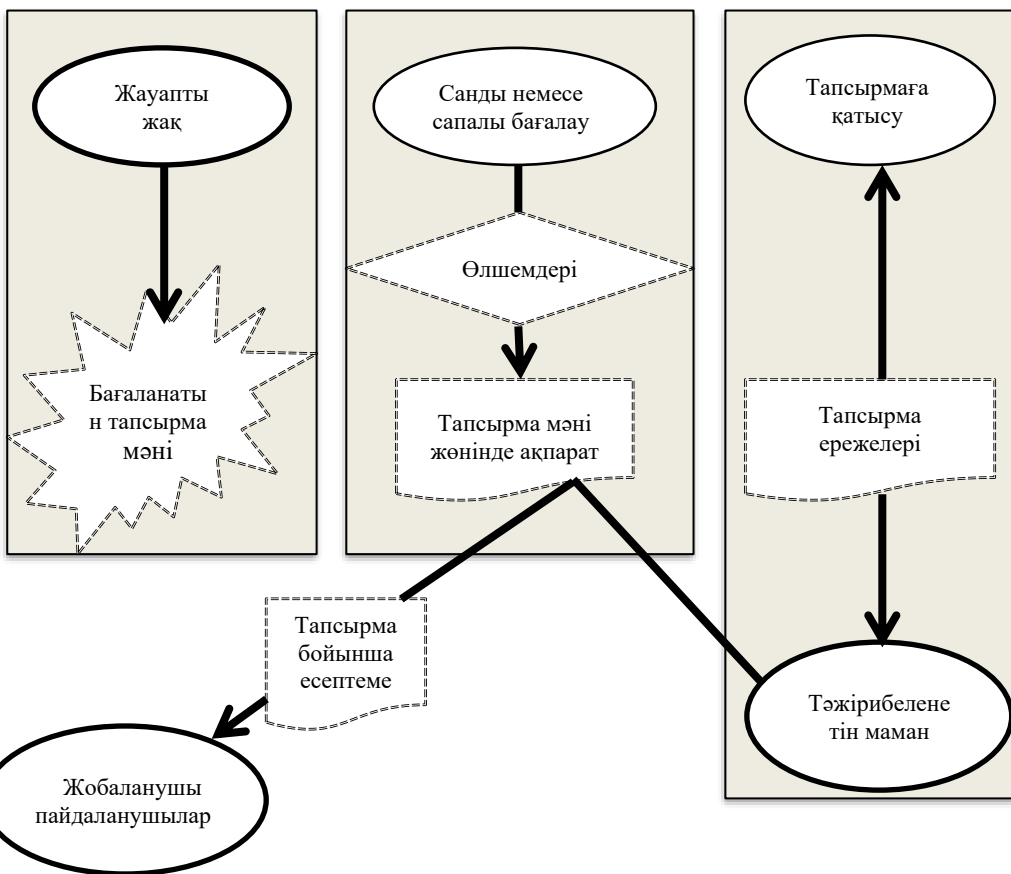 Жауапты
жақ
Санды немесе
сапалы бағалау
Тапсырмаға
қатысу
Өлшемдері
Бағаланаты
н тапсырма
мәні
Тапсырма мәні
жөнінде ақпарат
Тапсырма
ережелері
Тапсырма
бойынша
есептеме
Тәжірибелене
тін маман
Жобаланушы
пайдаланушылар